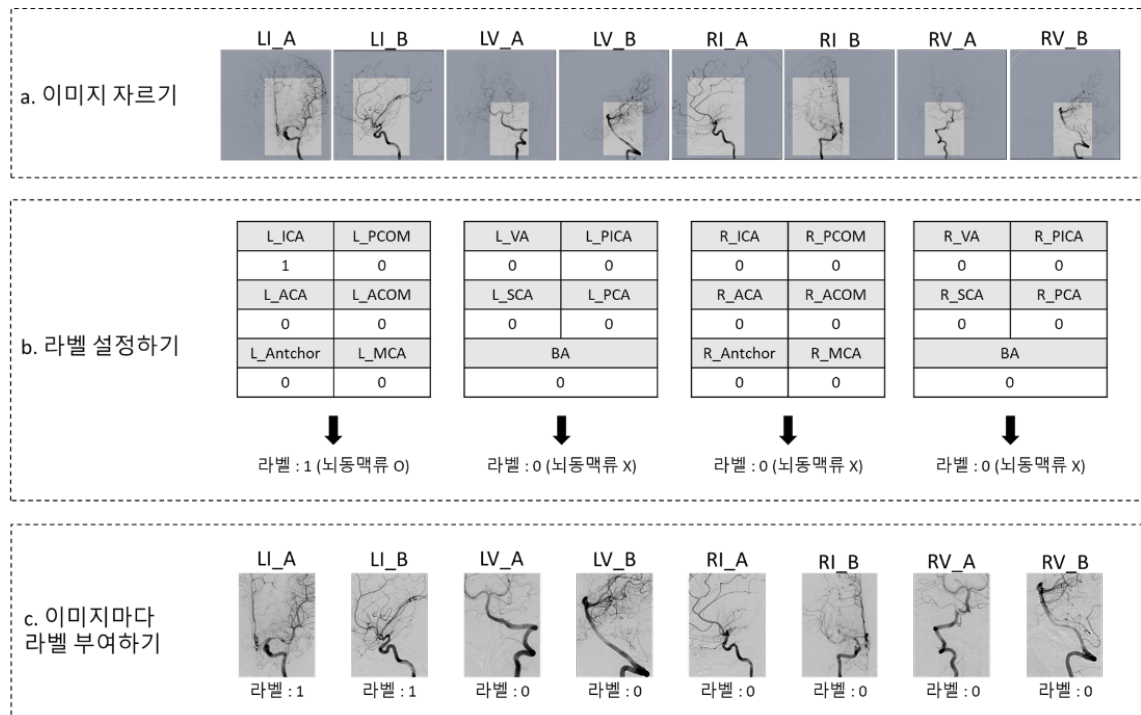 LI_A LI_B LV_A LV_B RI_A RI_B RV_A RV_B
a. 이미지 자르기
b. 라벨 설정하기
L_ICA L_PCOM
1 0
L_ACA L_ACOM
0 0
L_Antchor L_MCA
0 0
라벨 : 1 (뇌동맥류 O)
L_VA L_PICA
0 0
L_SCA L_PCA
0 0
BA
0
라벨 : 0 (뇌동맥류 X)
R_ICA R_PCOM
0 0
R_ACA R_ACOM
0 0
R_Antchor R_MCA
0 0
라벨 : 0 (뇌동맥류 X)
R_VA R_PICA
0 0
R_SCA R_PCA
0 0
BA
0
라벨 : 0 (뇌동맥류 X)
c. 이미지마다
라벨 부여하기
LI_A LI_B LV_A LV_B RI_A RI_B RV_A RV_B
라벨 : 1 라벨 : 1 라벨 : 0 라벨 : 0 라벨 : 0 라벨 : 0 라벨 : 0 라벨 : 0